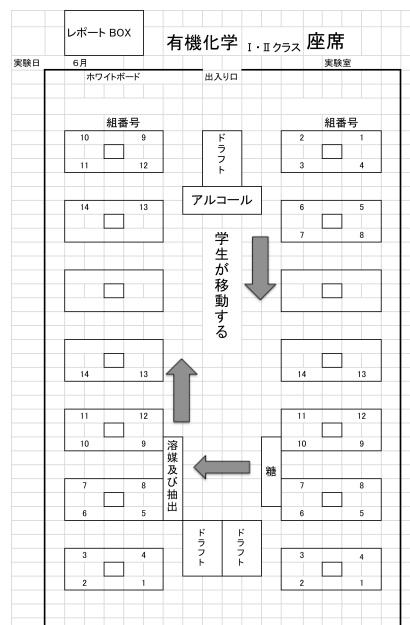 レポートBOX
有機化学 Ⅰ・Ⅱクラス 座席
実験日 6月 実験室
ホワイトボード 出入り口
組番号 組番号
ドラフト
10 9
11 12
2 1
3 4
アルコール
14 13
6 5
7 8
学生が移動する
14 13
14 13
11 12
10 9
11 12
10 9
溶媒及び抽出
糖
7 8
6 5
7 8
6 5
ドラフト
ドラフト
3 4
2 1
3 4
2 1